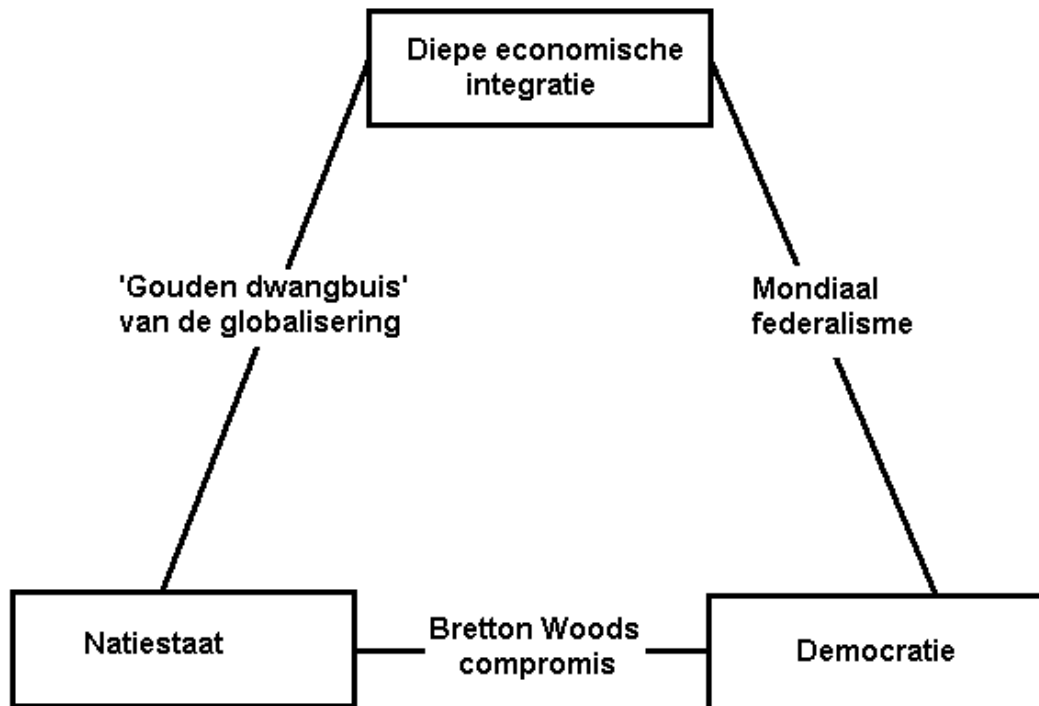 Diepe economische
integratie
'Gouden dwangbuis'
van de globalisering
Mondiaal
federalisme
Natiestaat
Bretton Woods
compromis
Democratie